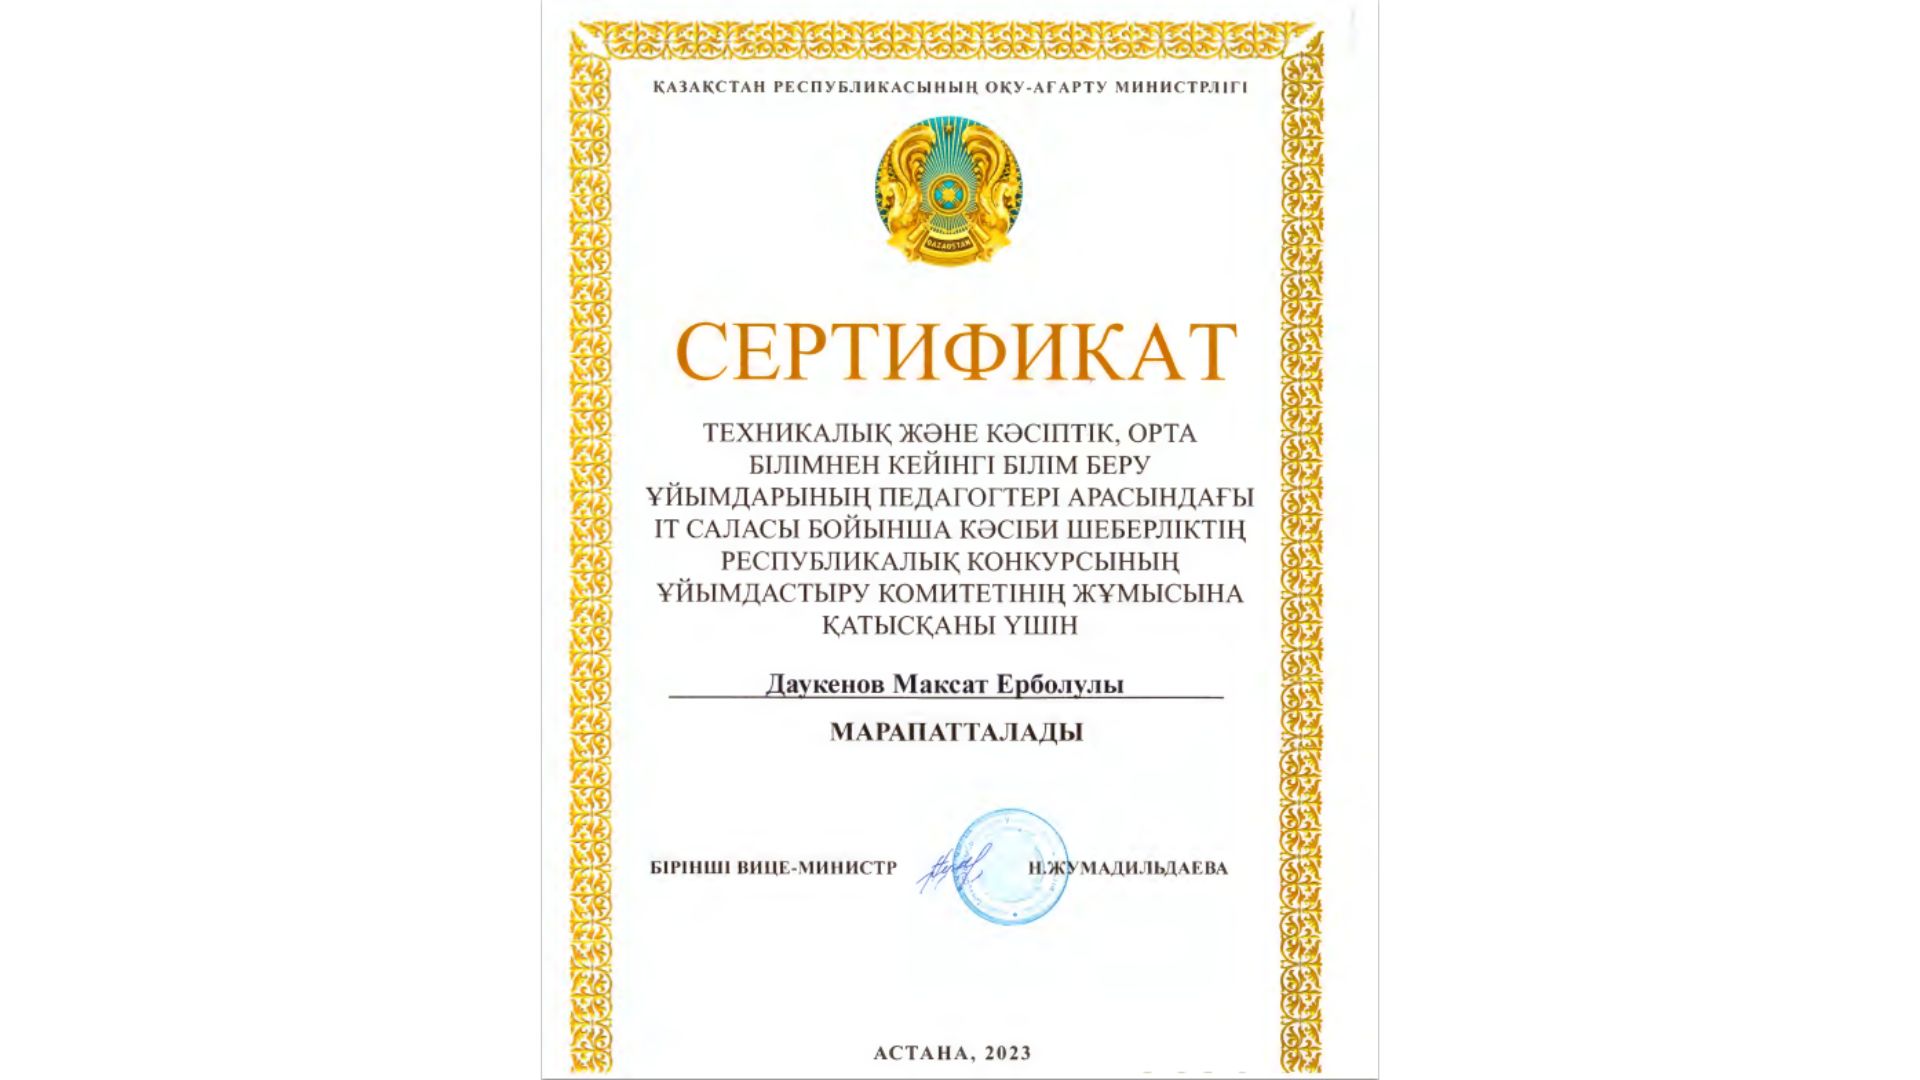 ҚАЗАҚСТАН РЕСПУБЛИКАСЫНЫҢ ОҚУ-АҒАРТУ МИНИСТРЛІГІ
QAZAQSTAN
СЕРТИФИКАТ
ТЕХНИКАЛЫҚ ЖӘНЕ КӘСІПТІК, ОРТА
БІЛІМНЕН КЕЙІНГІ БІЛІМ БЕРУ
ҰЙЫМДАРЫНЫҢ ПЕДАГОГТЕРІ АРАСЫНДАҒЫ
IT САЛАСЫ БОЙЫНША КӘСІБИ ШЕБЕРЛІКТІҢ
РЕСПУБЛИКАЛЫҚ КОНКУРСЫНЫҢ
ҰЙЫМДАСТЫРУ КОМИТЕТІНІҢ ЖҰМЫСЫНА
ҚАТЫСҚАНЫ ҮШІН
Даукенов Максат Ерболулы
МАРАПАТТАЛАДЫ
БІРІНШІ ВИЦЕ-МИНИСТР Н.ЖУМАДИЛЬДАЕВА
АСТАНА, 2023